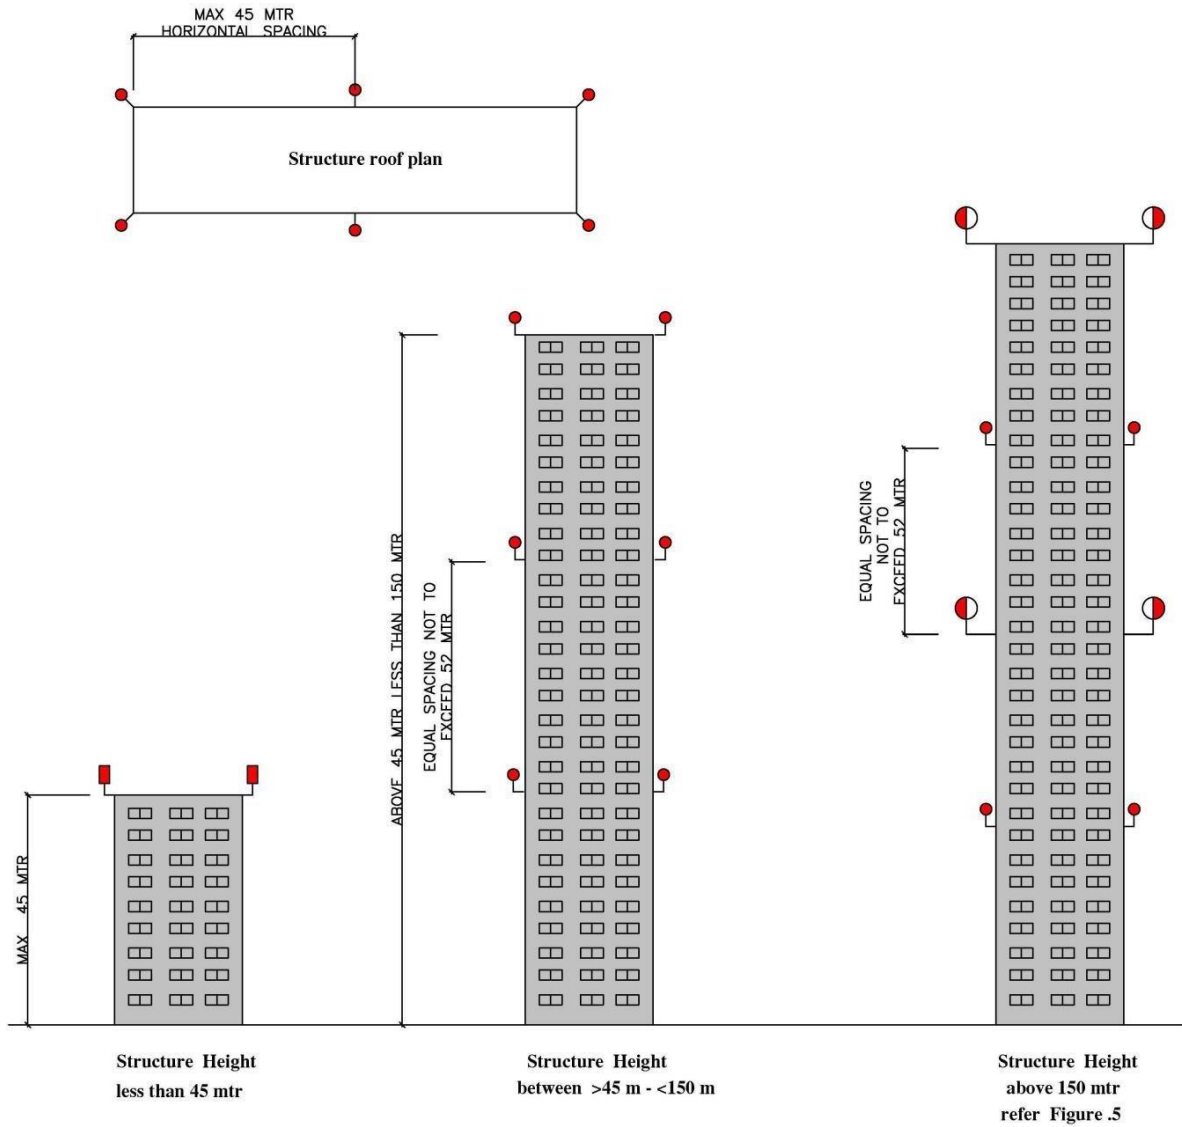 MAX 45 MTR
HORIZONTAL SPACING
Structure roof plan
MAX 45 MTR
ABOVE 45 MTR LESS THAN 150 MTR
EQUAL SPACING NOT TO
EXCEED 52 MTR
EQUAL SPACING
NOT TO
EXCEED 52 MTR
Structure Height
less than 45 mtr
Structure Height
between >45 m - <150 m
Structure Height
above 150 mtr
refer Figure .5